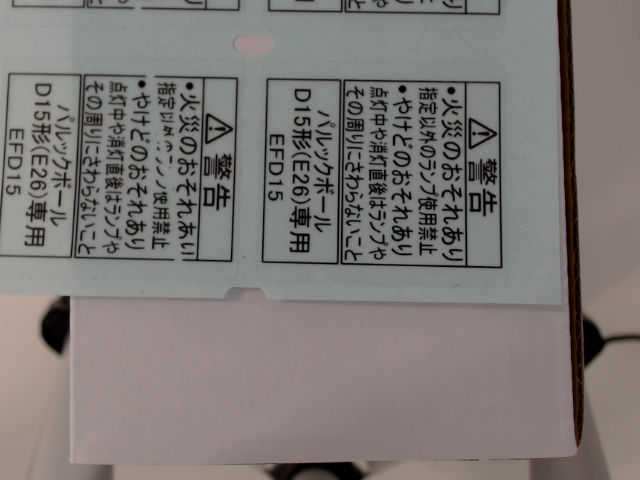 ⚠警告
•火災のおそれあり
指定以外のランプ使用禁止
•やけどのおそれあり
点灯中や消灯直後はランプや
その周りにさわらないこと
パルックボール
D15形(E26)専用
EFD15
⚠警告
•火災のおそれあり
指定以外のランプ使用禁止
•やけどのおそれあり
点灯中や消灯直後はランプや
その周りにさわらないこと
パルックボール
D15形(E26)専用
EFD15